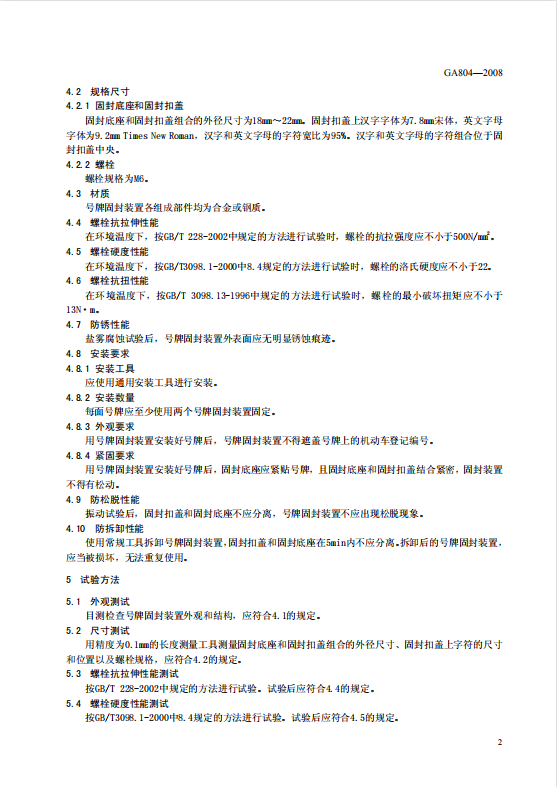 GA804—2008
4.2 规格尺寸
4.2.1 固封底座和固封扣盖
固封底座和固封扣盖组合的外径尺寸为18mm～22mm。固封扣盖上汉字字体为7.8mm宋体，英文字母
字体为9.2mm Times New Roman，汉字和英文字母的字符宽比为95%。汉字和英文字母的字符组合位于固
封扣盖中央。
4.2.2 螺栓
螺栓规格为M6。
4.3 材质
号牌固封装置各组成部件均为合金或钢质。
4.4 螺栓抗拉伸性能
在环境温度下，按GB/T 228-2002中规定的方法进行试验时，螺栓的抗拉强度应不小于500N/mm²。
4.5 螺栓硬度性能
在环境温度下，按GB/T3098.1-2000中8.4规定的方法进行试验时，螺栓的洛氏硬度应不小于22。
4.6 螺栓抗扭性能
在环境温度下，按GB/T 3098.13-1996中规定的方法进行试验时，螺栓的最小破坏扭矩应不小于
13N·m。
4.7 防锈性能
盐雾腐蚀试验后，号牌固封装置外表面应无明显锈蚀痕迹。
4.8 安装要求
4.8.1 安装工具
应使用通用安装工具进行安装。
4.8.2 安装数量
每面号牌应至少使用两个号牌固封装置固定。
4.8.3 外观要求
用号牌固封装置安装好号牌后，号牌固封装置不得遮盖号牌上的机动车登记编号。
4.8.4 紧固要求
用号牌固封装置安装好号牌后，固封底座应紧贴号牌，且固封底座和固封扣盖结合紧密，固封装置
不得有松动。
4.9 防松脱性能
振动试验后，固封扣盖和固封底座不应分离，号牌固封装置不应出现松脱现象。
4.10 防拆卸性能
使用常规工具拆卸号牌固封装置，固封扣盖和固封底座在5min内不应分离。拆卸后的号牌固封装置，
应当被损坏，无法重复使用。
5 试验方法
5.1 外观测试
目测检查号牌固封装置外观和结构，应符合4.1的规定。
5.2 尺寸测试
用精度为0.1mm的长度测量工具测量固封底座和固封扣盖组合的外径尺寸、固封扣盖上字符的尺寸
和位置以及螺栓规格，应符合4.2的规定。
5.3 螺栓抗拉伸性能测试
按GB/T 228-2002中规定的方法进行试验。试验后应符合4.4的规定。
5.4 螺栓硬度性能测试
按GB/T3098.1-2000中8.4规定的方法进行试验。试验后应符合4.5的规定。
2